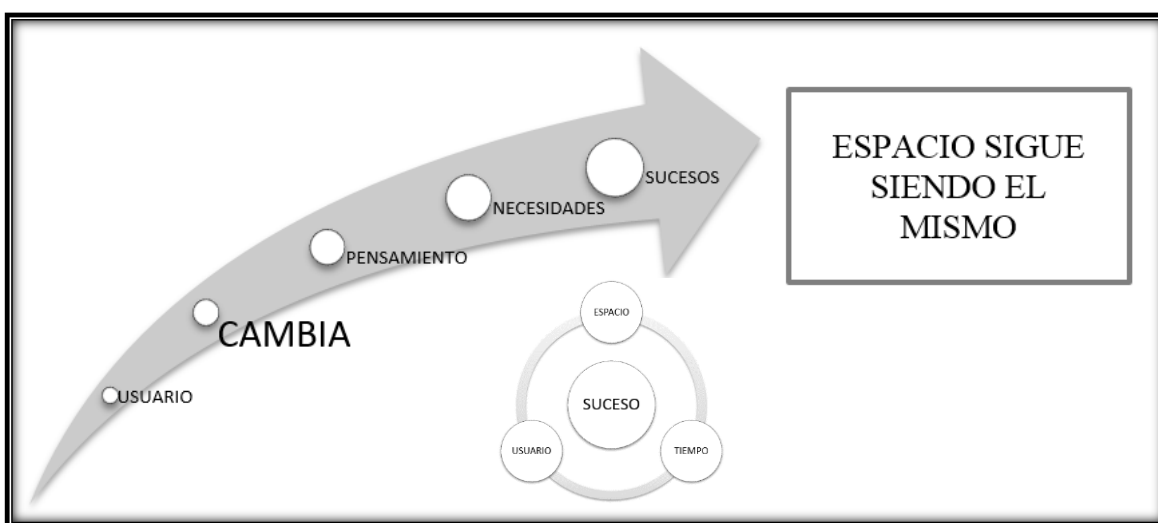 USUARIO
CAMBIA
PENSAMIENTO
NECESIDADES
SUCESOS
ESPACIO SIGUE
SIENDO EL
MISMO
ESPACIO
SUCESO
USUARIO
TIEMPO